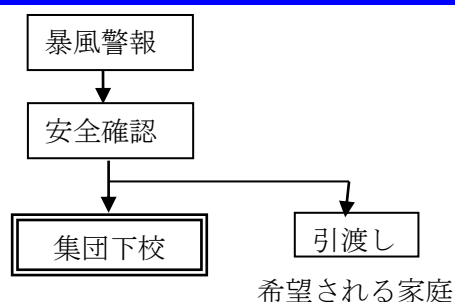 暴風警報
安全確認
集団下校
引渡し
希望される家庭